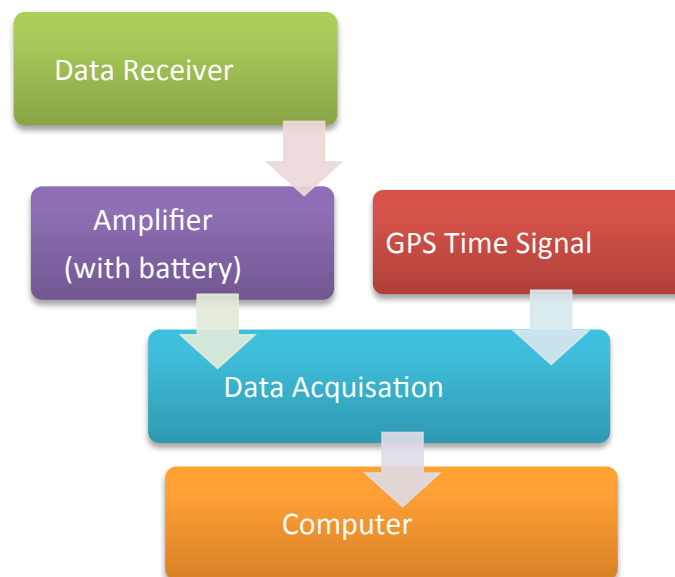 Data Receiver
Amplifier
(with battery)
GPS Time Signal
Data Acquisation
Computer